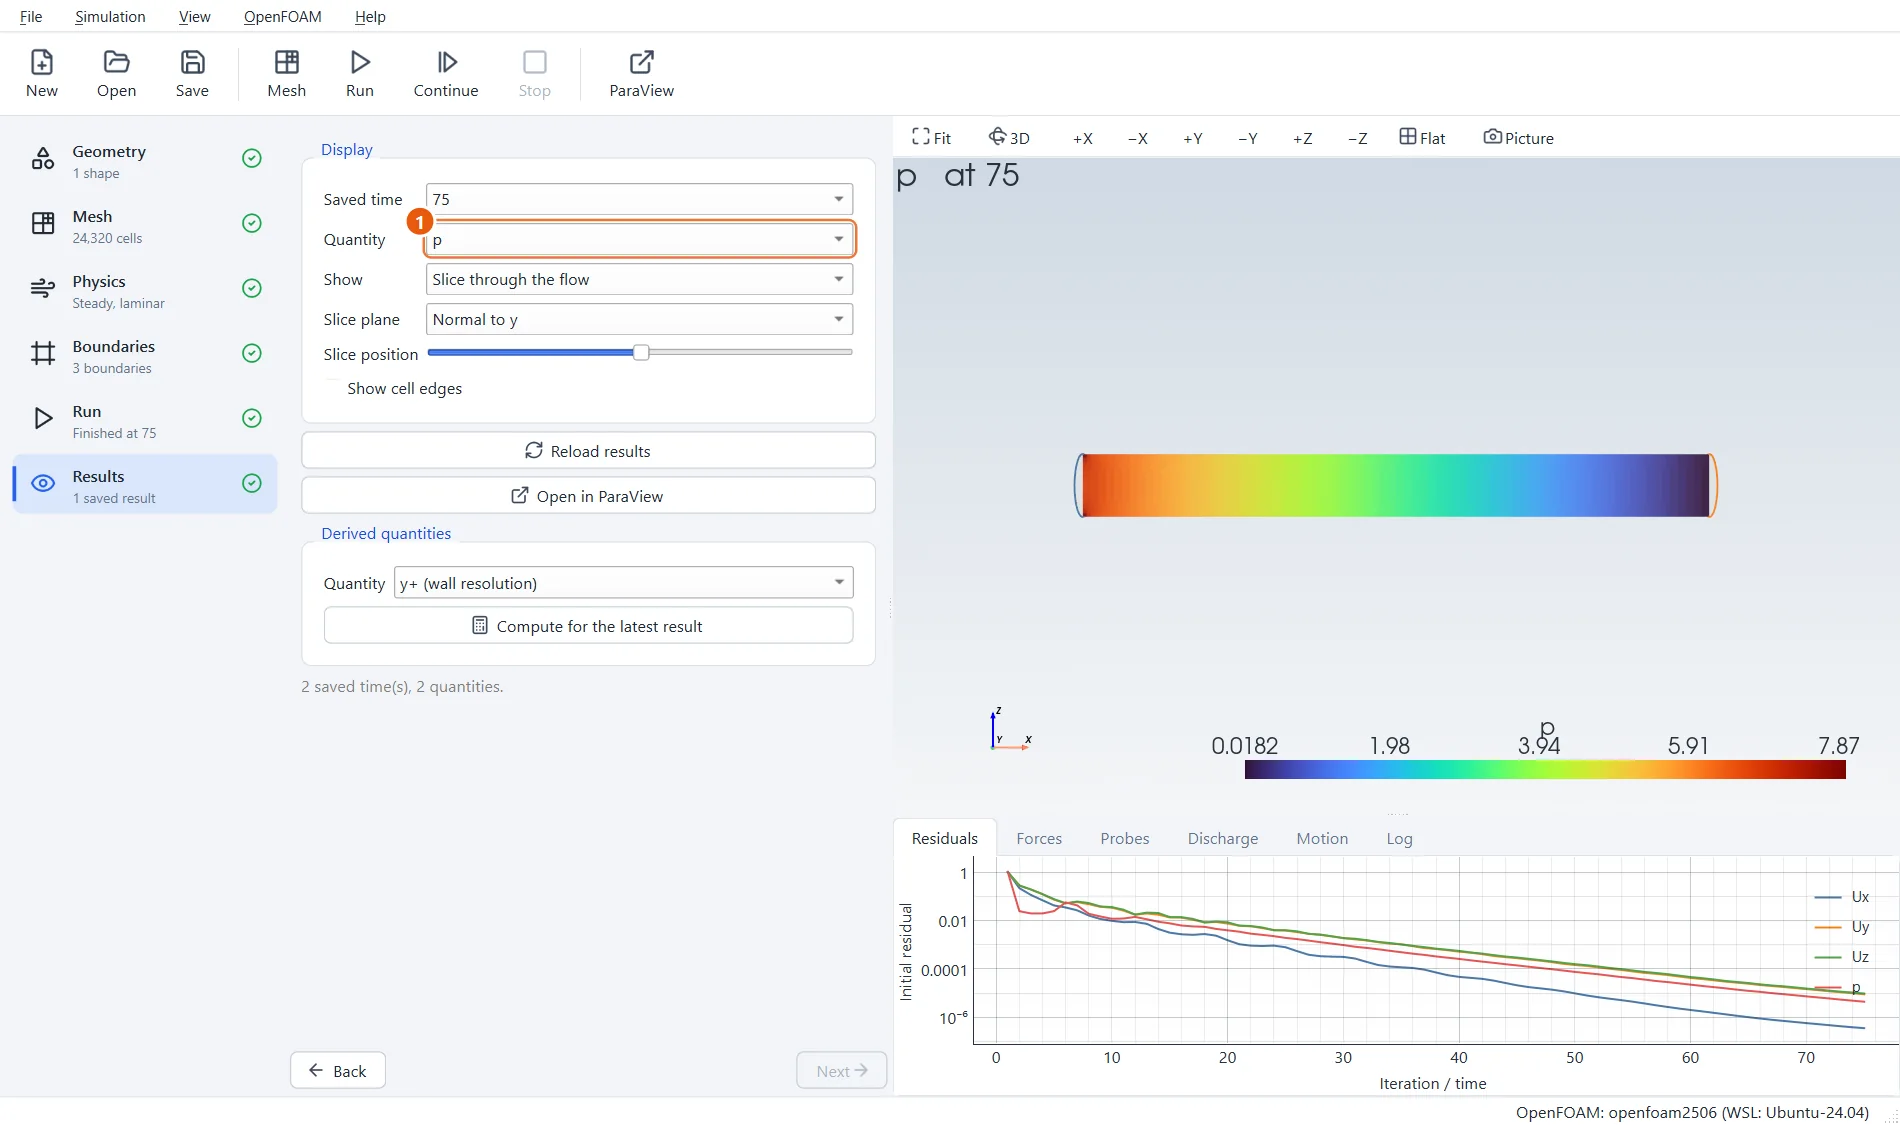 File Simulation View OpenFOAM Help
New Open Save Mesh Run Continue Stop ParaView
Geometry
1 shape
Mesh
24,320 cells
Physics
Steady, laminar
Boundaries
3 boundaries
Run
Finished at 75
Results
1 saved result
Display
Saved time 75
1
Quantity p
Show Slice through the flow
Slice plane Normal to y
Slice position
Show cell edges
Reload results
Open in ParaView
Derived quantities
Quantity y+ (wall resolution)
Compute for the latest result
2 saved time(s), 2 quantities.
Back Next
Fit 3D +X −X +Y −Y +Z −Z Flat Picture
p at 75
Z
Y X
p
0.0182 1.98 3.94 5.91 7.87
Residuals Forces Probes Discharge Motion Log
Initial residual
1
0.01
0.0001
10⁻⁶
Ux
Uy
Uz
p
0 10 20 30 40 50 60 70
Iteration / time
OpenFOAM: openfoam2506 (WSL: Ubuntu-24.04)